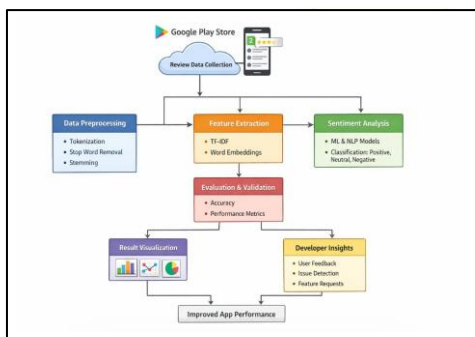 Google Play Store
Review Data Collection
Data Preprocessing
• Tokenization
• Stop Word Removal
• Stemming
Feature Extraction
• TF-IDF
• Word Embeddings
Sentiment Analysis
• ML & NLP Models
• Classification: Positive,
Neutral, Negative
Evaluation & Validation
• Accuracy
• Performance Metrics
Result Visualization
Developer Insights
• User Feedback
• Issue Detection
• Feature Requests
Improved App Performance